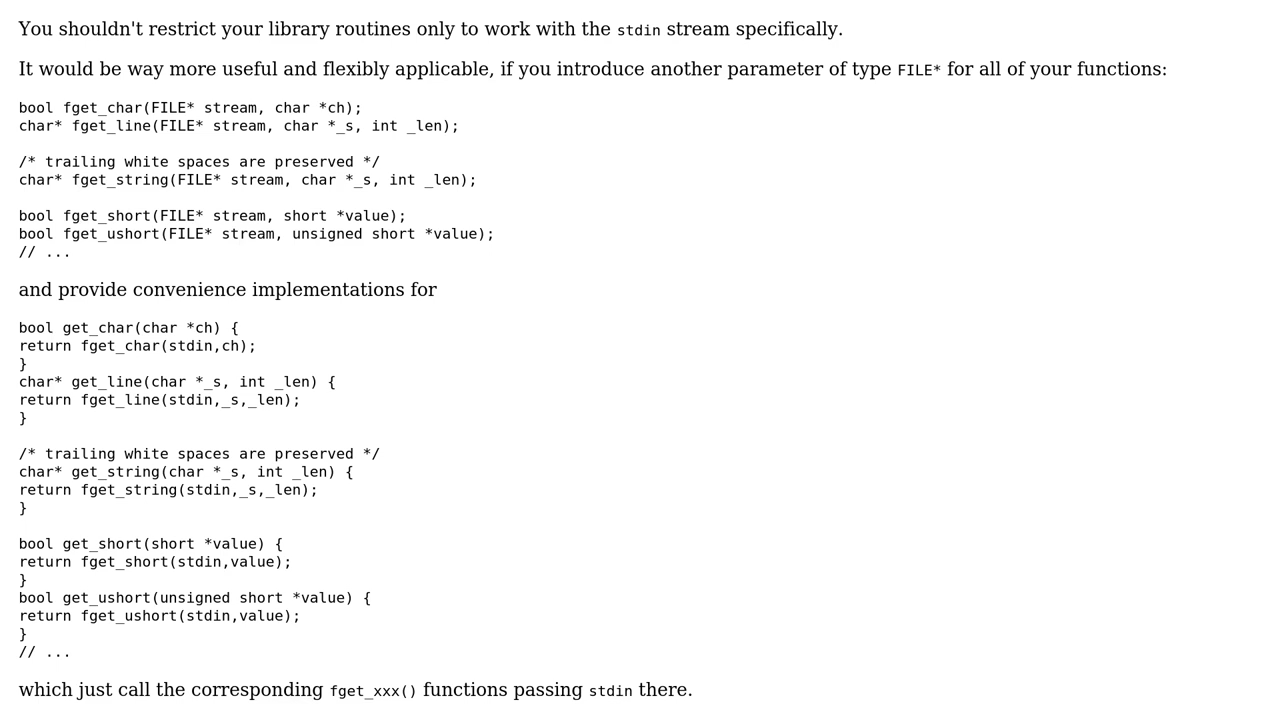 You shouldn't restrict your library routines only to work with the stdin stream specifically.
It would be way more useful and flexibly applicable, if you introduce another parameter of type FILE* for all of your functions:
bool fget_char(FILE* stream, char *ch);
char* fget_line(FILE* stream, char *_s, int _len);
/* trailing white spaces are preserved */
char* fget_string(FILE* stream, char *_s, int _len);
bool fget_short(FILE* stream, short *value);
bool fget_ushort(FILE* stream, unsigned short *value);
// ...
and provide convenience implementations for
bool get_char(char *ch) {
return fget_char(stdin,ch);
}
char* get_line(char *_s, int _len) {
return fget_line(stdin,_s,_len);
}
/* trailing white spaces are preserved */
char* get_string(char *_s, int _len) {
return fget_string(stdin,_s,_len);
}
bool get_short(short *value) {
return fget_short(stdin,value);
}
bool get_ushort(unsigned short *value) {
return fget_ushort(stdin,value);
}
// ...
which just call the corresponding fget_xxx() functions passing stdin there.